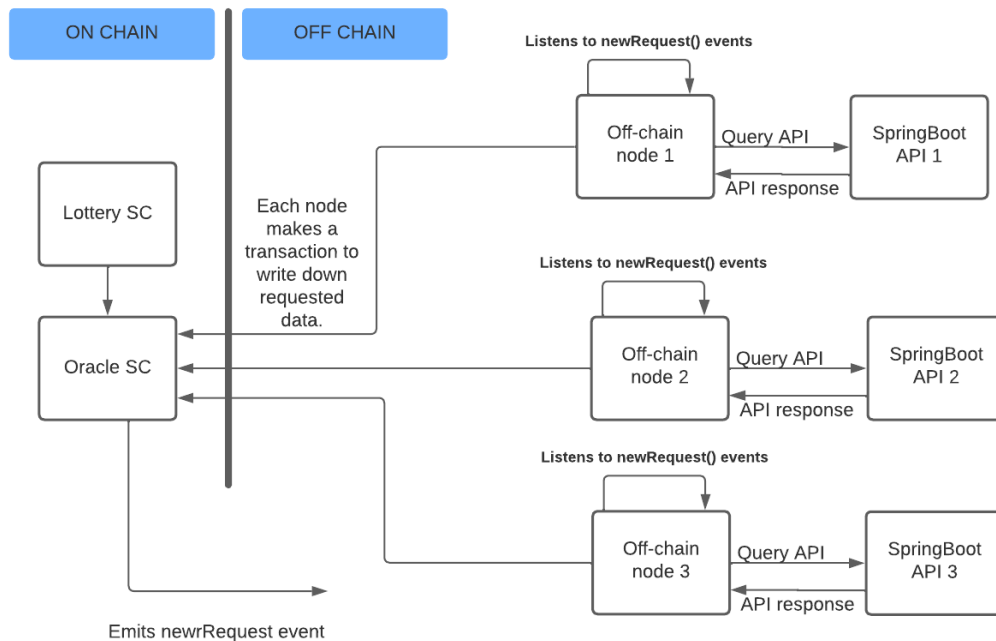 ON CHAIN
OFF CHAIN
Lottery SC
Oracle SC
Each node
makes a
transaction to
write down
requested
data.
Emits newrRequest event
Listens to newRequest() events
Off-chain
node 1
Query API
API response
SpringBoot
API 1
Listens to newRequest() events
Off-chain
node 2
Query API
API response
SpringBoot
API 2
Listens to newRequest() events
Off-chain
node 3
Query API
API response
SpringBoot
API 3